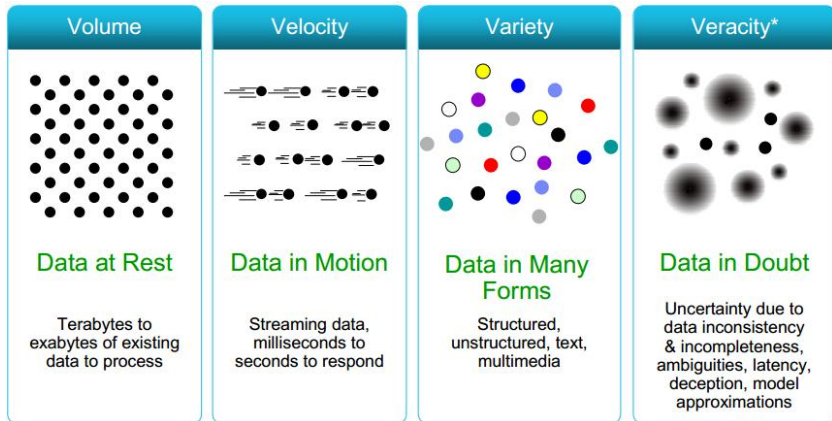 Volume
Data at Rest
Terabytes to
exabytes of existing
data to process
Velocity
Data in Motion
Streaming data,
milliseconds to
seconds to respond
Variety
Data in Many
Forms
Structured,
unstructured, text,
multimedia
Veracity*
Data in Doubt
Uncertainty due to
data inconsistency
& incompleteness,
ambiguities, latency,
deception, model
approximations